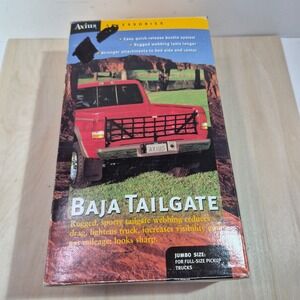 Axius
ACCESSORIES
• Easy quick-release buckle system
• Rugged webbing lasts longer
• Stronger attachments to bed side and center
AXIUS
BAJA TAILGATE
Rugged, sporty tailgate webbing reduces
drag, lightens truck, increases visibility
gas mileage; looks sharp.
JUMBO SIZE:
FOR FULL-SIZE PICKUP
TRUCKS